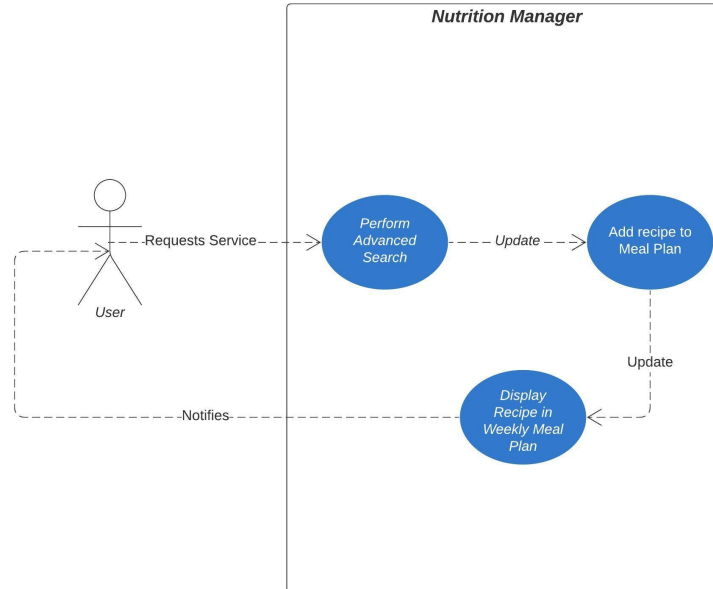 Nutrition Manager
Requests Service
Perform
Advanced
Search
Update
Add recipe to
Meal Plan
User
Update
Display
Recipe in
Weekly Meal
Plan
Notifies